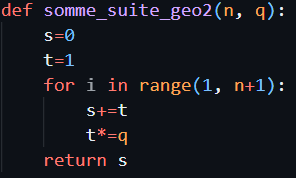 def somme_suite_geo2(n, q):
    s=0
    t=1
    for i in range(1, n+1):
        s+=t
        t*=q
    return s